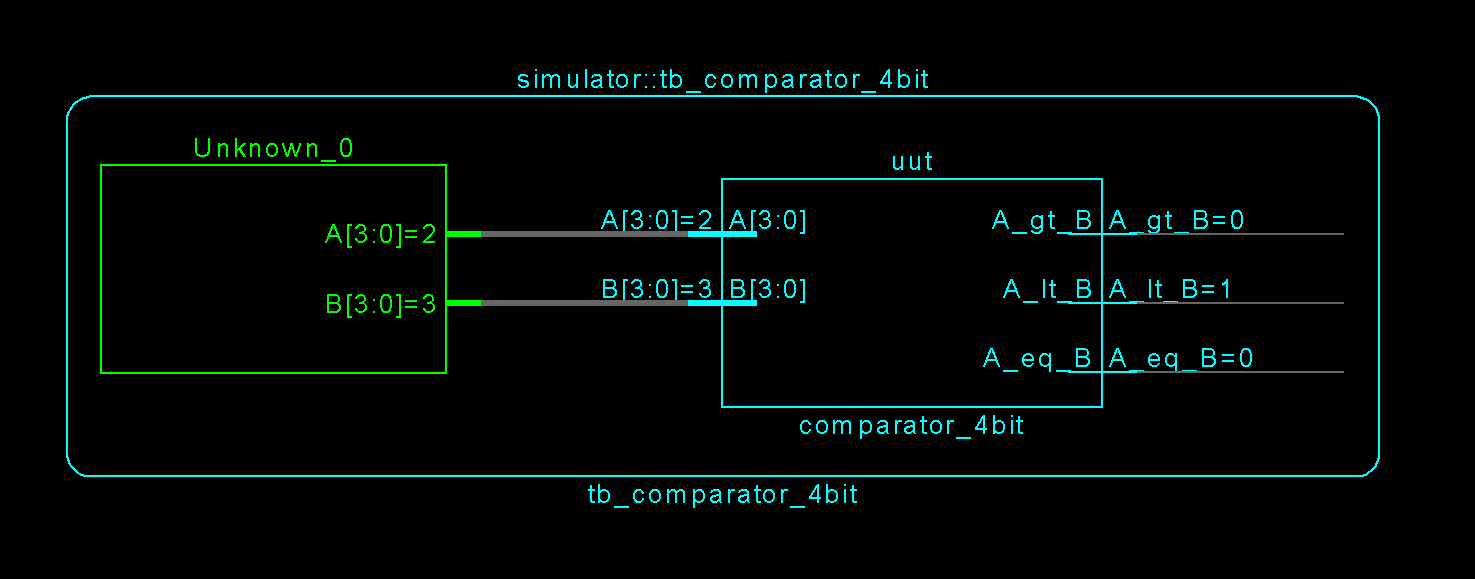 simulator::tb_comparator_4bit
Unknown_0
uut
A[3:0]=2 A[3:0]=2 A[3:0] A_gt_B A_gt_B=0
B[3:0]=3 B[3:0]=3 B[3:0] A_lt_B A_lt_B=1
A_eq_B A_eq_B=0
comparator_4bit
tb_comparator_4bit